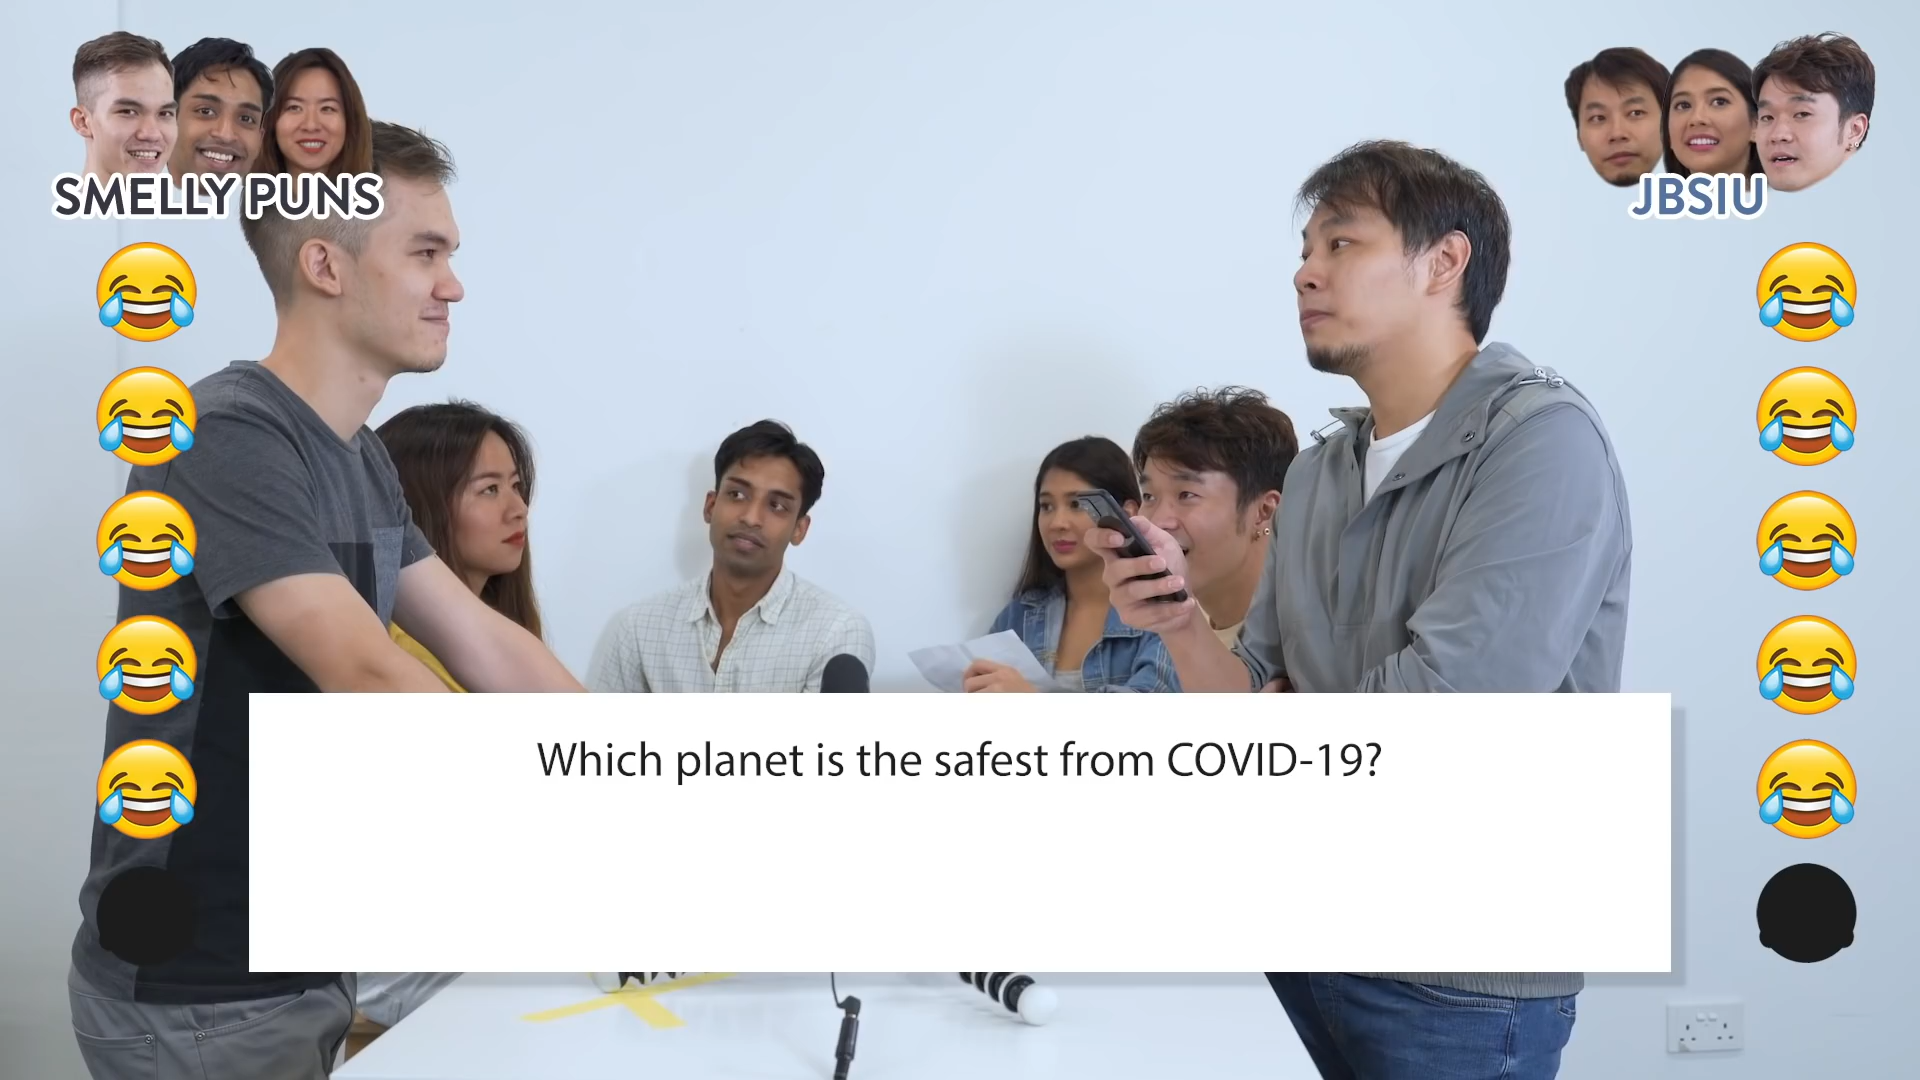 SMELLY PUNS
JBSIU
Which planet is the safest from COVID-19?